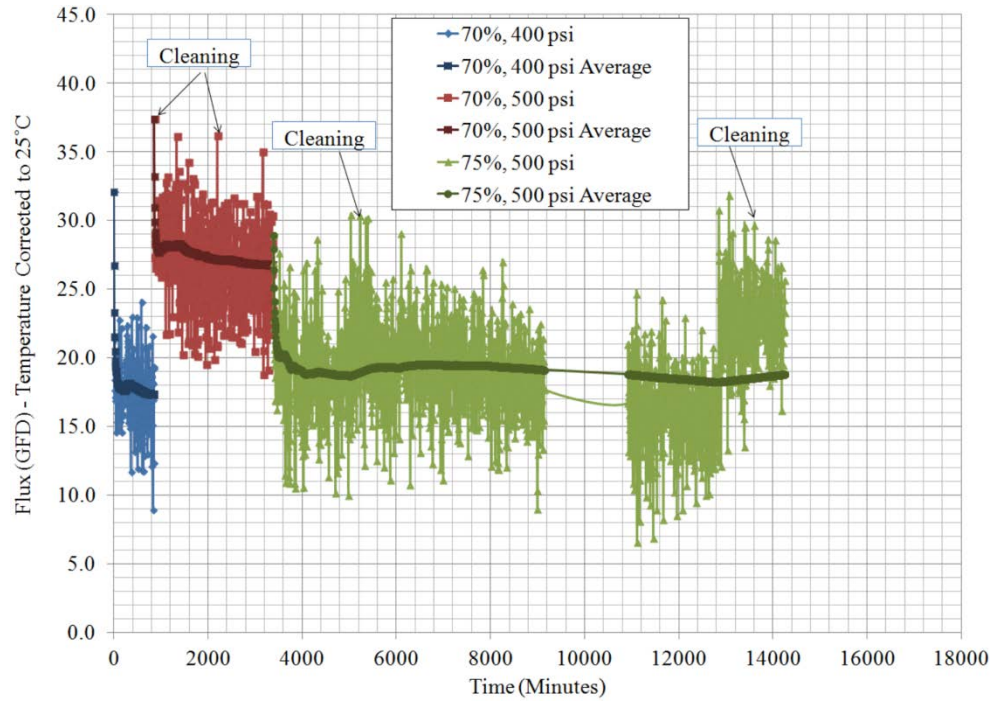 Flux (GFD) - Temperature Corrected to 25°C
45.0
40.0
35.0
30.0
25.0
20.0
15.0
10.0
5.0
0.0
Cleaning
Cleaning
Cleaning
70%, 400 psi
70%, 400 psi Average
70%, 500 psi
70%, 500 psi Average
75%, 500 psi
75%, 500 psi Average
0 2000 4000 6000 8000 10000 12000 14000 16000 18000
Time (Minutes)